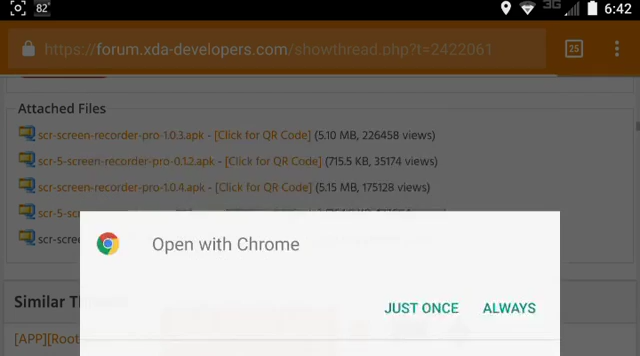 82° 3G 6:42
https://forum.xda-developers.com/showthread.php?t=2422061 25
Attached Files
scr-screen-recorder-pro-1.0.3.apk - [Click for QR Code] (5.10 MB, 226458 views)
scr-5-screen-recorder-pro-0.1.2.apk - [Click for QR Code] (715.5 KB, 35174 views)
scr-screen-recorder-pro-1.0.4.apk - [Click for QR Code] (5.15 MB, 175128 views)
scr-5-
scr-scree
Open with Chrome
JUST ONCE ALWAYS
Similar T
[APP][Root